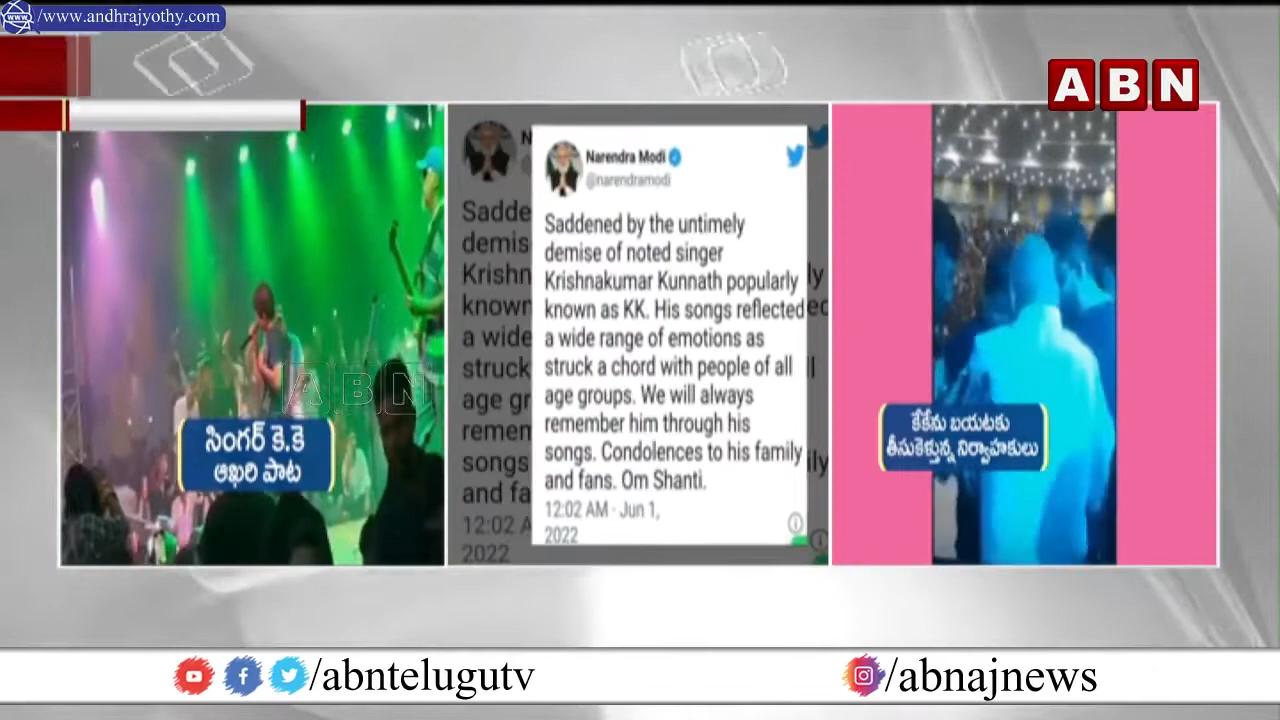 /www.andhrajyothy.com
ABN
సింగర్ కె.కె
ఆఖరి పాట
ABN
Narendra Modi
@narendramodi
Saddened by the untimely
demise of noted singer
Krishnakumar Kunnath popularly
known as KK. His songs reflected
a wide range of emotions as
struck a chord with people of all
age groups. We will always
remember him through his
songs. Condolences to his family
and fans. Om Shanti.
12:02 AM · Jun 1,
2022
కేకేను బయటకు
తీసుకెళ్తున్న నిర్వాహకులు
/abntelugutv
/abnajnews